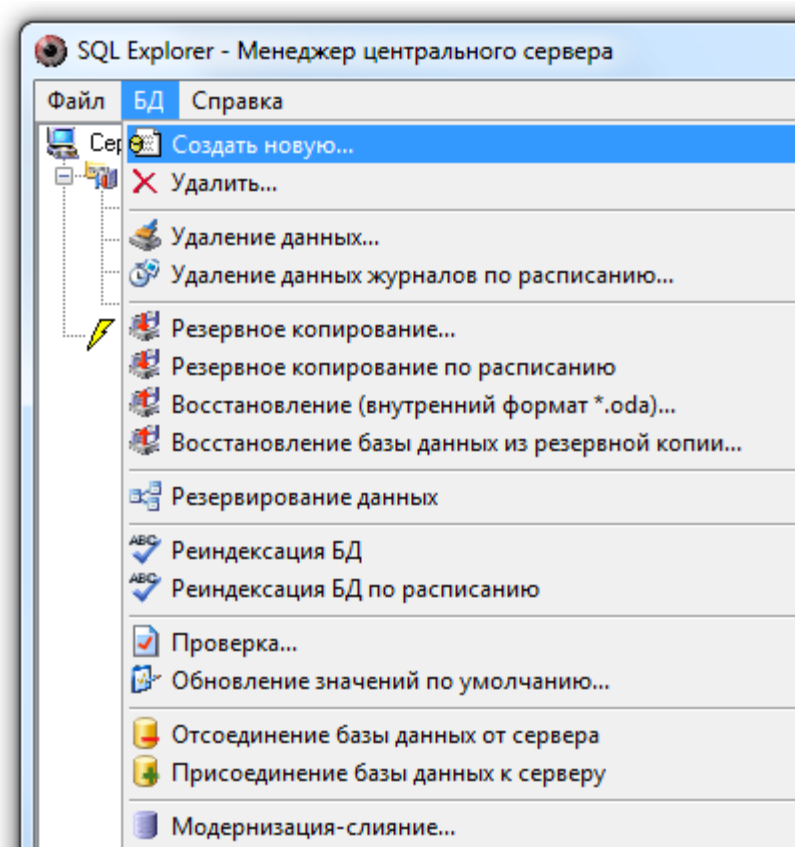 SQL Explorer - Менеджер центрального сервера
Файл БД Справка
Создать новую...
Удалить...
Удаление данных...
Удаление данных журналов по расписанию...
Резервное копирование...
Резервное копирование по расписанию
Восстановление (внутренний формат *.oda)...
Восстановление базы данных из резервной копии...
Резервирование данных
Реиндексация БД
Реиндексация БД по расписанию
Проверка...
Обновление значений по умолчанию...
Отсоединение базы данных от сервера
Присоединение базы данных к серверу
Модернизация-слияние...